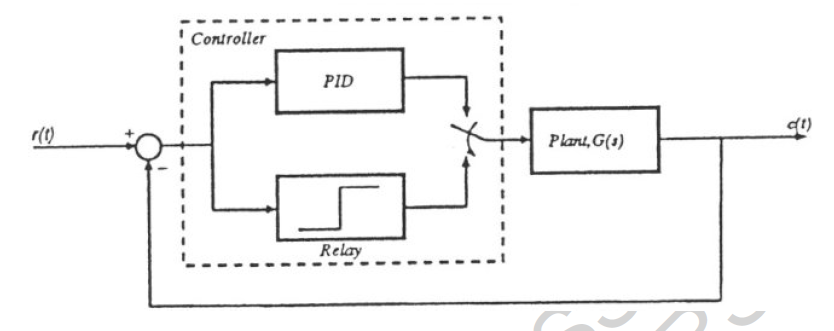 Controller
PID
r(t)
+
−
Plant,G(s)
c(t)
Relay